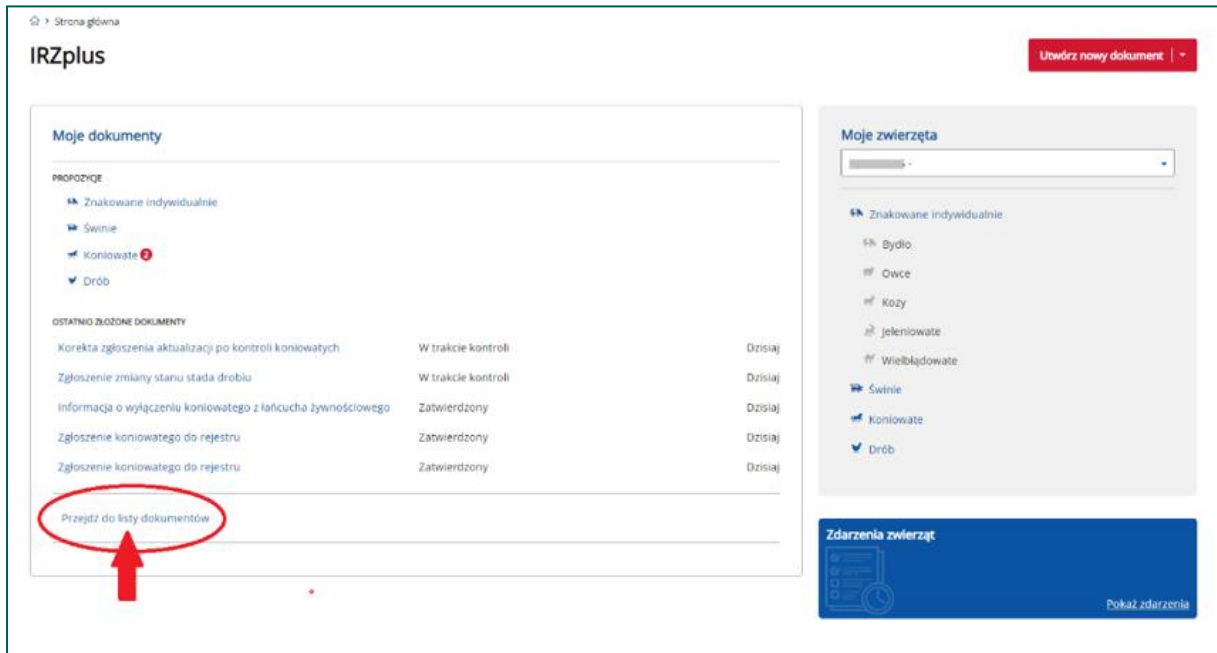 Strona główna
IRZplus
Utwórz nowy dokument
Moje dokumenty
PROPOZYCJE
Znakowane indywidualnie
Świnie
Koniowate 2
Drób
OSTATNIO ZŁOŻONE DOKUMENTY
Korekta zgłoszenia aktualizacji po kontroli koniowatych W trakcie kontroli Dzisiaj
Zgłoszenie zmiany stanu stada drobiu W trakcie kontroli Dzisiaj
Informacja o wyłączeniu koniowatego z łańcucha żywnościowego Zatwierdzony Dzisiaj
Zgłoszenie koniowatego do rejestru Zatwierdzony Dzisiaj
Zgłoszenie koniowatego do rejestru Zatwierdzony Dzisiaj
Przejdź do listy dokumentów
Moje zwierzęta
Znakowane indywidualnie
Bydło
Owce
Kozy
Jeleniowate
Wielbłądowate
Świnie
Koniowate
Drób
Zdarzenia zwierząt
Pokaż zdarzenia